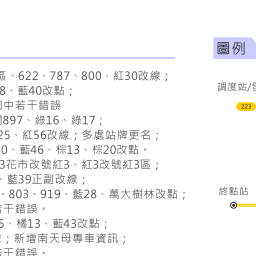 區、622、787、800、紅30改線；
8、藍40改點；
圖中若干錯誤
897、綠16、綠17；
25、紅56改線；多處站牌更名；
0、藍46、棕13、棕20改點。
3花市改號紅3、紅3改號紅3區；
、藍39正副改線；
、803、919、藍28、萬大樹林改點；
若干錯誤。
5、橘13、藍43改點；
；新增南天母專車資訊；
若干錯誤。
圖例
調度站/
223
終點站